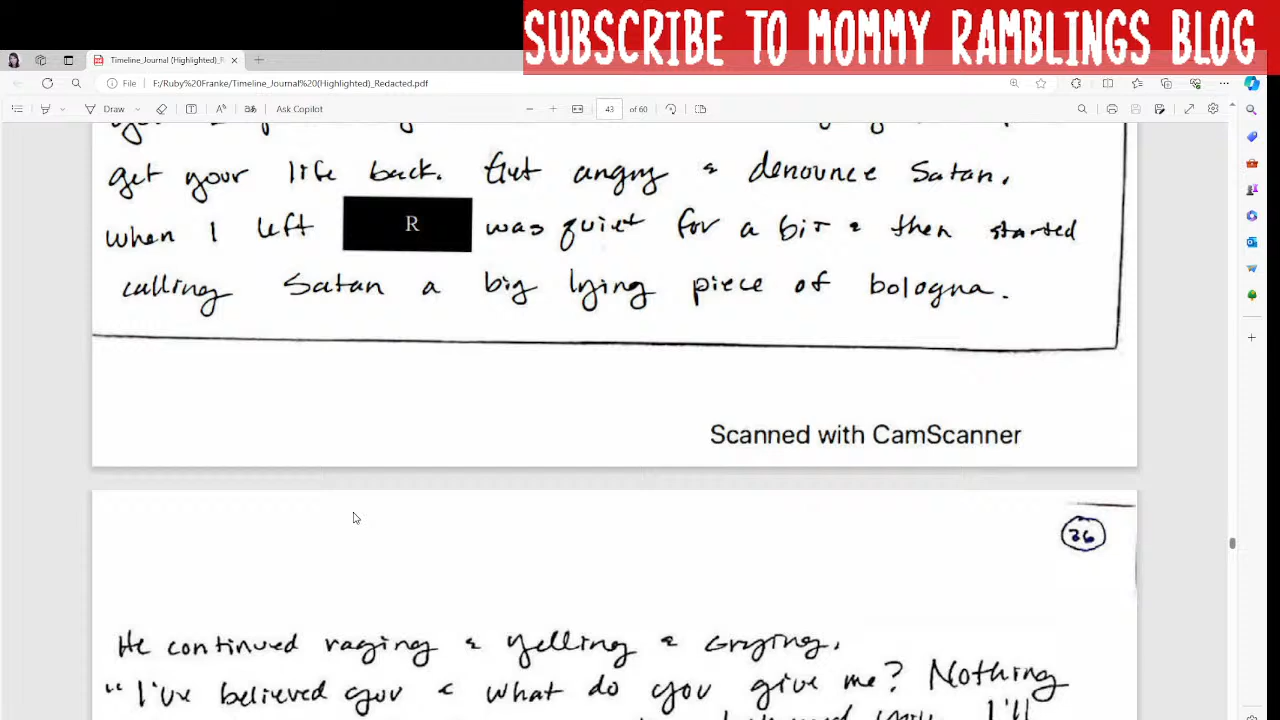 SUBSCRIBE TO MOMMY RAMBLINGS BLOG
Timeline_Journal (Highlighted)_R
File F:/Ruby%20Franke/Timeline_Journal%20(Highlighted)_Redacted.pdf
Draw Ask Copilot 43 of 60
get your life back. Get angry & denounce Satan.
When I left R was quiet for a bit & then started
calling Satan a big lying piece of bologna.
Scanned with CamScanner
36
He continued raging & yelling & crying.
"I've believed you & what do you give me? Nothing
I'll